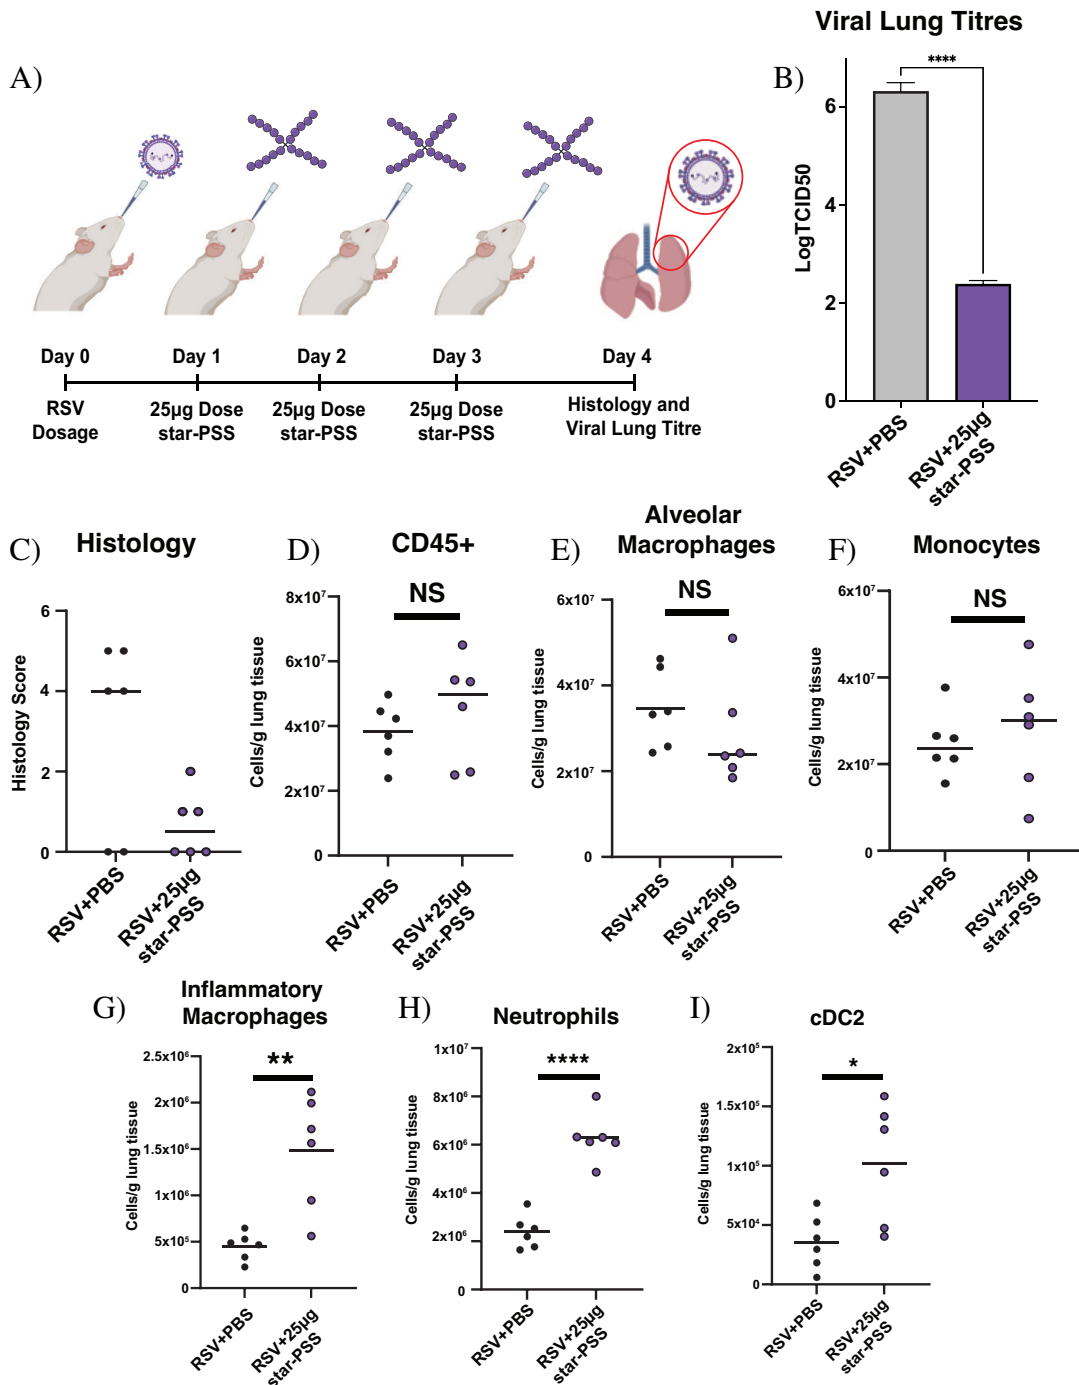 Viral Lung Titres
A)
B)
****
6
4
2
0
LogTCID50
RSV+PBS
RSV+25µg
star-PSS
Day 0
Day 1
Day 2
Day 3
Day 4
RSV
Dosage
25µg Dose
star-PSS
25µg Dose
star-PSS
25µg Dose
star-PSS
Histology and
Viral Lung Titre
C)
Histology
6
4
2
0
Histology Score
RSV+PBS
RSV+25µg
star-PSS
D)
CD45+
NS
8x10⁷
6x10⁷
4x10⁷
2x10⁷
0
Cells/g lung tissue
RSV+PBS
RSV+25µg
star-PSS
E)
Alveolar
Macrophages
NS
6x10⁷
4x10⁷
2x10⁷
0
Cells/g lung tissue
RSV+PBS
RSV+25µg
star-PSS
F)
Monocytes
NS
6x10⁷
4x10⁷
2x10⁷
0
Cells/g lung tissue
RSV+PBS
RSV+25µg
star-PSS
G)
Inflammatory
Macrophages
**
2.5x10⁶
2x10⁶
1.5x10⁶
1x10⁶
5x10⁵
0
Cells/g lung tissue
RSV+PBS
RSV+25µg
star-PSS
H)
Neutrophils
****
1x10⁷
8x10⁶
6x10⁶
4x10⁶
2x10⁶
0
Cells/g lung tissue
RSV+PBS
RSV+25µg
star-PSS
I)
cDC2
*
2x10⁵
1.5x10⁵
1x10⁵
5x10⁴
0
Cells/g lung tissue
RSV+PBS
RSV+25µg
star-PSS